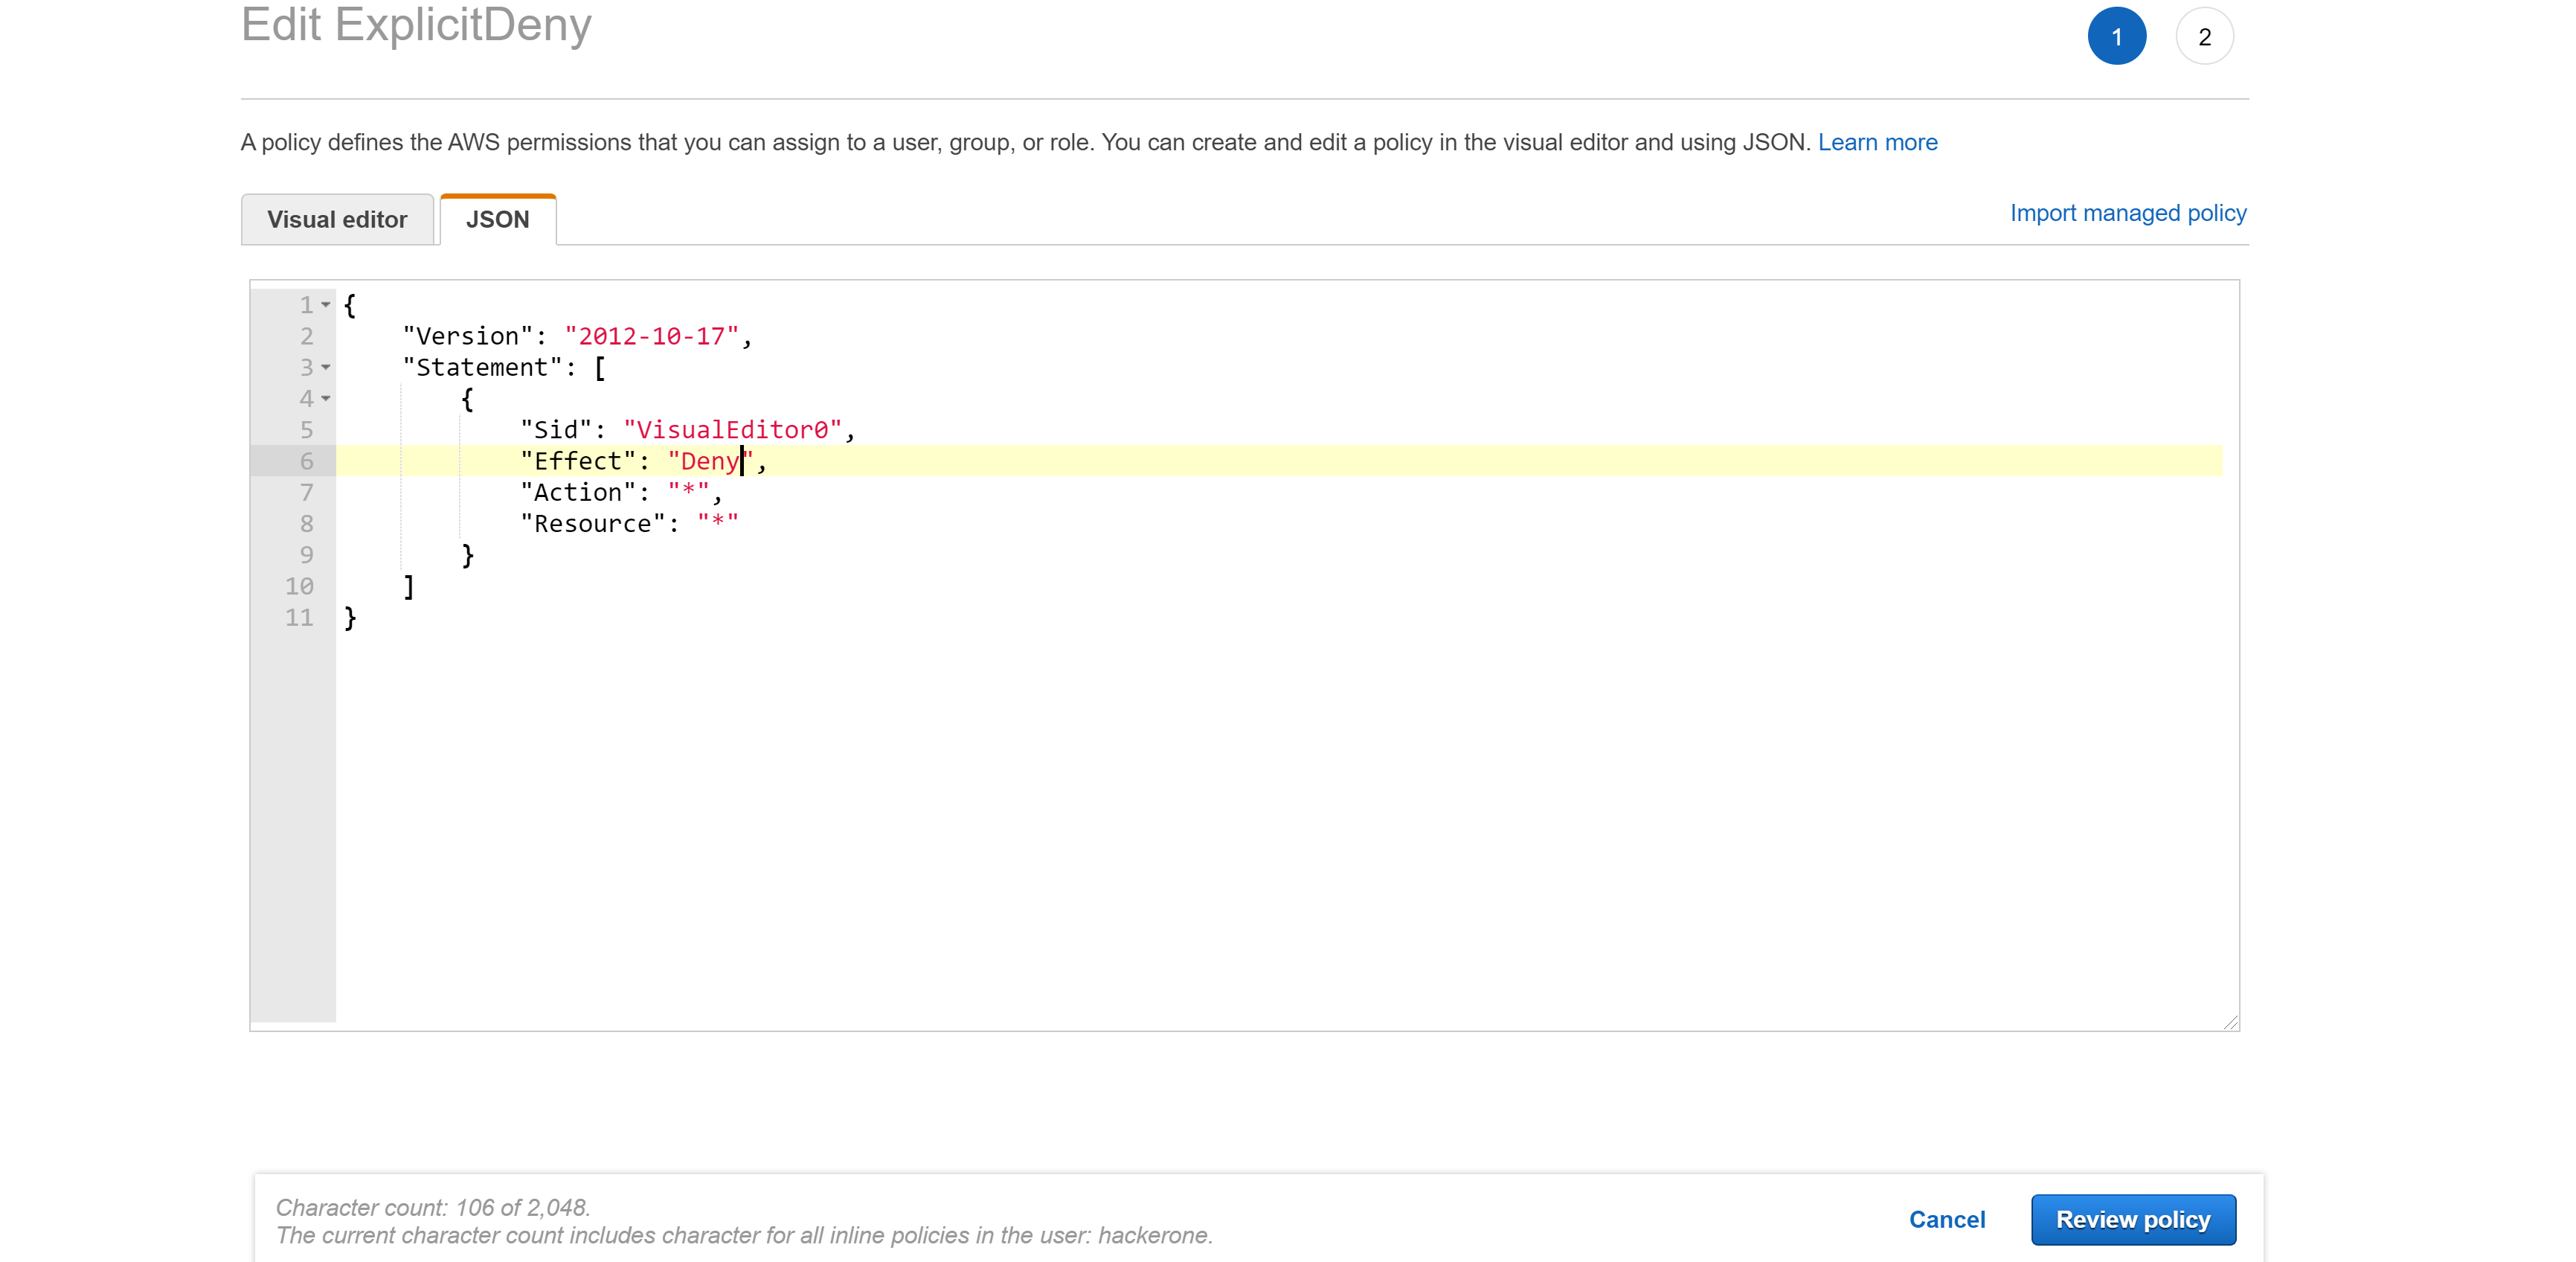 Edit ExplicitDeny
1
2
A policy defines the AWS permissions that you can assign to a user, group, or role. You can create and edit a policy in the visual editor and using JSON. Learn more
Visual editor
JSON
Import managed policy
1 {
2     "Version": "2012-10-17",
3     "Statement": [
4         {
5             "Sid": "VisualEditor0",
6             "Effect": "Deny",
7             "Action": "*",
8             "Resource": "*"
9         }
10     ]
11 }
Character count: 106 of 2,048.
The current character count includes character for all inline policies in the user: hackerone.
Cancel
Review policy